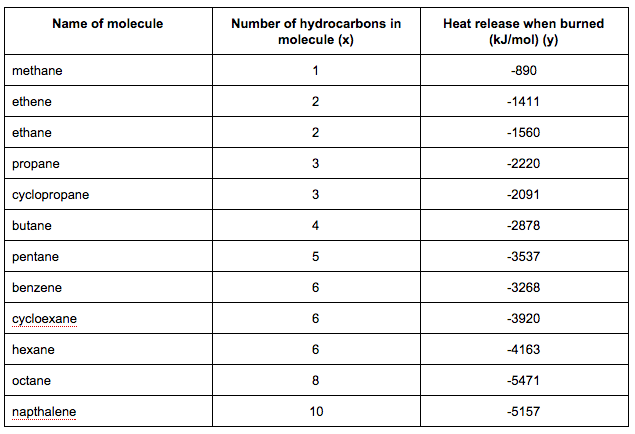 Name of molecule
Number of hydrocarbons in
molecule (x)
Heat release when burned
(kJ/mol) (y)
methane 1 -890
ethene 2 -1411
ethane 2 -1560
propane 3 -2220
cyclopropane 3 -2091
butane 4 -2878
pentane 5 -3537
benzene 6 -3268
cycloexane 6 -3920
hexane 6 -4163
octane 8 -5471
napthalene 10 -5157